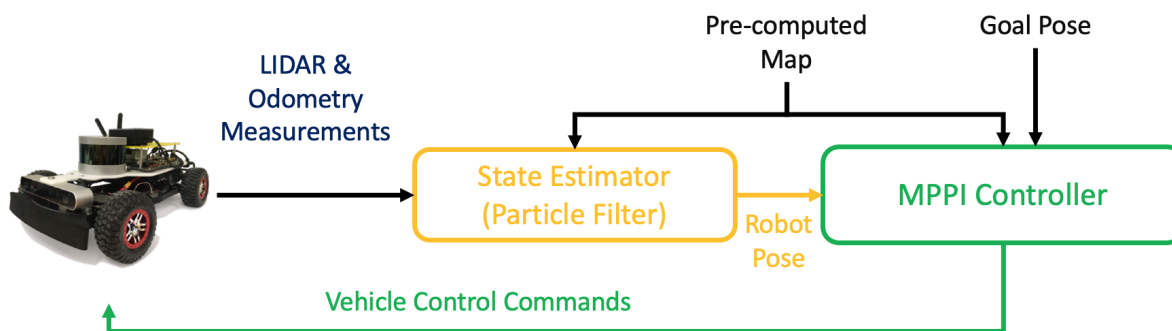 Pre-computed
Map
Goal Pose
LIDAR &
Odometry
Measurements
State Estimator
(Particle Filter)
Robot
Pose
MPPI Controller
Vehicle Control Commands